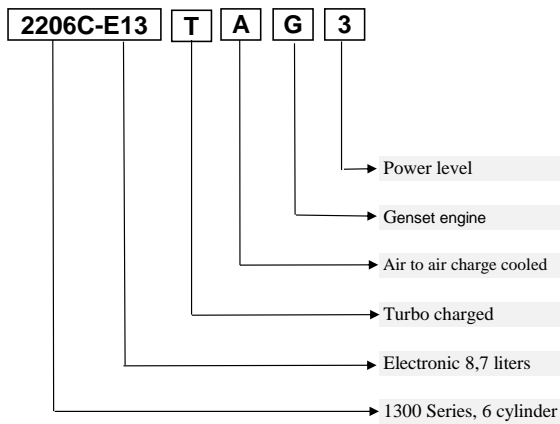 2206C-E13 T A G 3
Power level
Genset engine
Air to air charge cooled
Turbo charged
Electronic 8,7 liters
1300 Series, 6 cylinder